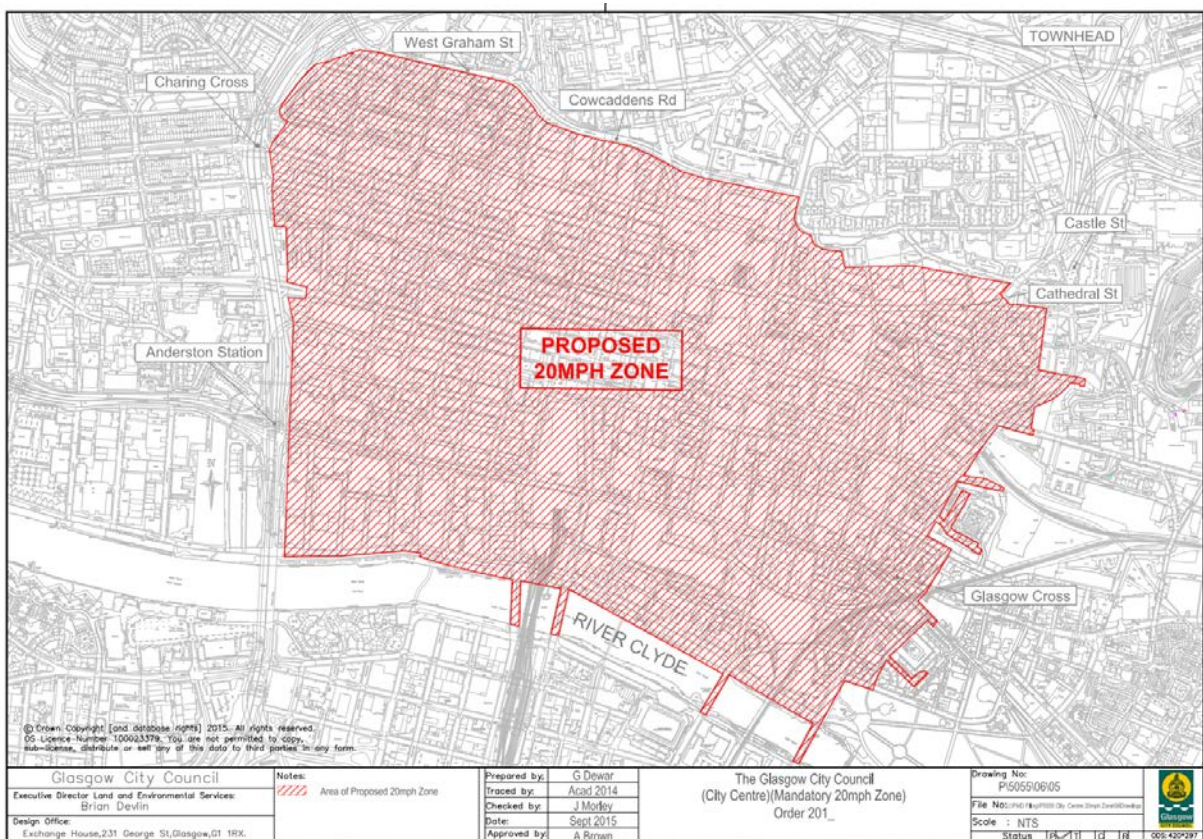 West Graham St
TOWNHEAD
Charing Cross
Cowcaddens Rd
Castle St
Cathedral St
PROPOSED
20MPH ZONE
Anderston Station
N
Glasgow Cross
RIVER CLYDE
© Crown Copyright [and database rights] 2015. All rights reserved.
OS Licence Number 100023379. You are not permitted to copy,
sub-license, distribute or sell any of this data to third parties in any form.
Glasgow City Council
Executive Director Land and Environmental Services:
Brian Devlin
Design Office:
Exchange House,231 George St,Glasgow,G1 1RX.
Notes:
Area of Proposed 20mph Zone
Prepared by: G Dewar
Traced by: Acad 2014
Checked by: J Morley
Date: Sept 2015
Approved by: A Brown
The Glasgow City Council
(City Centre)(Mandatory 20mph Zone)
Order 201_
Drawing No:
P\5055\06\05
File No:
Scale : NTS
Status P T
Glasgow